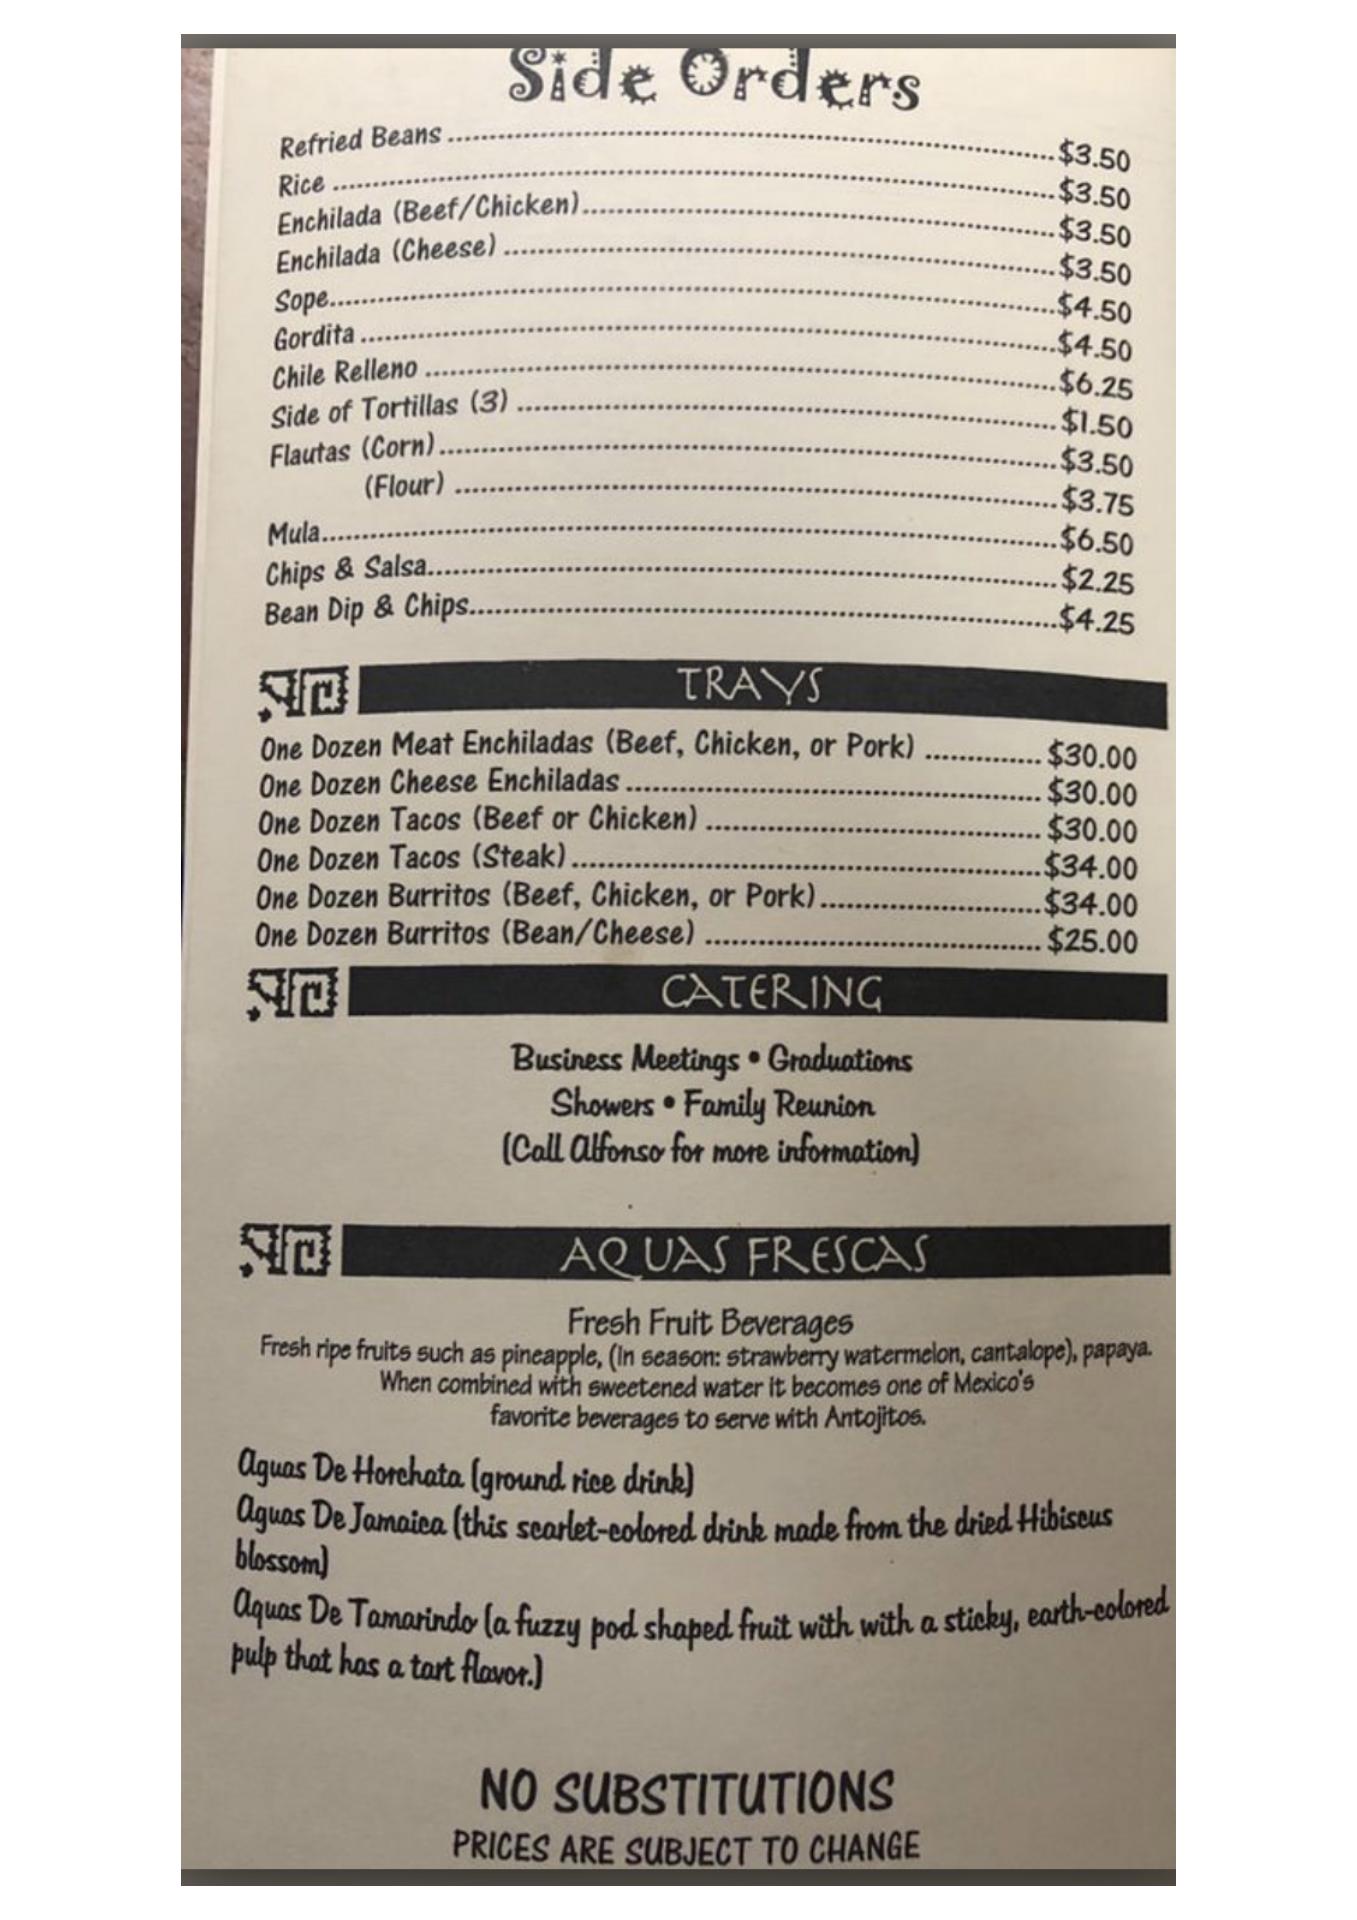 Side Orders
Refried Beans ........ $3.50
Rice ........ $3.50
Enchilada (Beef/Chicken) ........ $3.50
Enchilada (Cheese) ........ $3.50
Sope ........ $4.50
Gordita ........ $4.50
Chile Relleno ........ $6.25
Side of Tortillas (3) ........ $1.50
Flautas (Corn) ........ $3.50
(Flour) ........ $3.75
Mula ........ $6.50
Chips & Salsa ........ $2.25
Bean Dip & Chips ........ $4.25
TRAYS
One Dozen Meat Enchiladas (Beef, Chicken, or Pork) ........ $30.00
One Dozen Cheese Enchiladas ........ $30.00
One Dozen Tacos (Beef or Chicken) ........ $30.00
One Dozen Tacos (Steak) ........ $34.00
One Dozen Burritos (Beef, Chicken, or Pork) ........ $34.00
One Dozen Burritos (Bean/Cheese) ........ $25.00
CATERING
Business Meetings • Graduations
Showers • Family Reunion
(Call Alfonso for more information)
AQUAS FRESCAS
Fresh Fruit Beverages
Fresh ripe fruits such as pineapple, (In season: strawberry watermelon, cantalope), papaya.
When combined with sweetened water it becomes one of Mexico's
favorite beverages to serve with Antojitos.
Aguas De Horchata (ground rice drink)
Aguas De Jamaica (this scarlet-colored drink made from the dried Hibiscus
blossom)
Aquas De Tamarindo (a fuzzy pod shaped fruit with with a sticky, earth-colored
pulp that has a tart flavor.)
NO SUBSTITUTIONS
PRICES ARE SUBJECT TO CHANGE